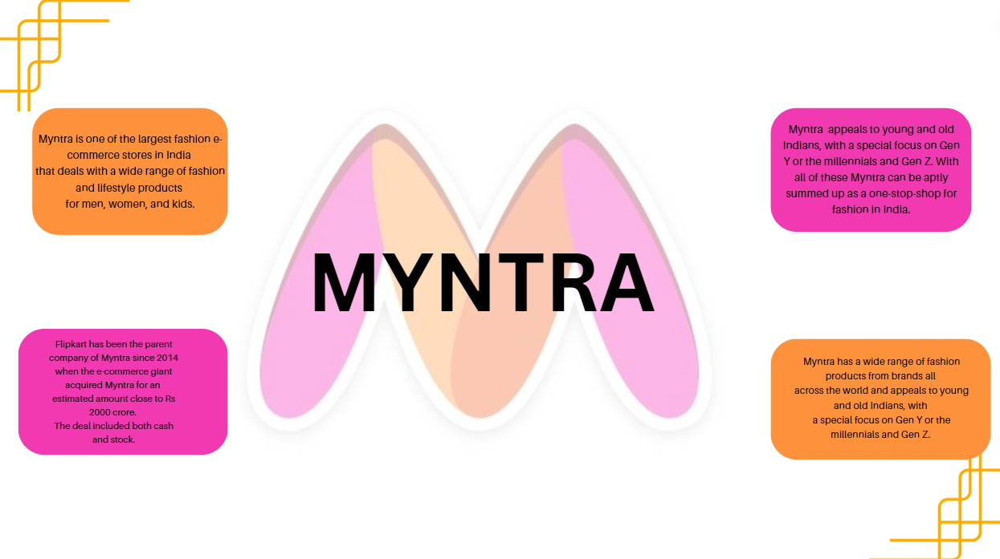 Myntra is one of the largest fashion e-
commerce stores in India
that deals with a wide range of fashion
and lifestyle products
for men, women, and kids.
Myntra  appeals to young and old
Indians, with a special focus on Gen
Y or the millennials and Gen Z. With
all of these Myntra can be aptly
summed up as a one-stop-shop for
fashion in India.
MYNTRA
Flipkart has been the parent
company of Myntra since 2014
when the e-commerce giant
acquired Myntra for an
estimated amount close to Rs
2000 crore.
The deal included both cash
and stock.
Myntra has a wide range of fashion
products from brands all
across the world and appeals to young
and old Indians, with
a special focus on Gen Y or the
millennials and Gen Z.